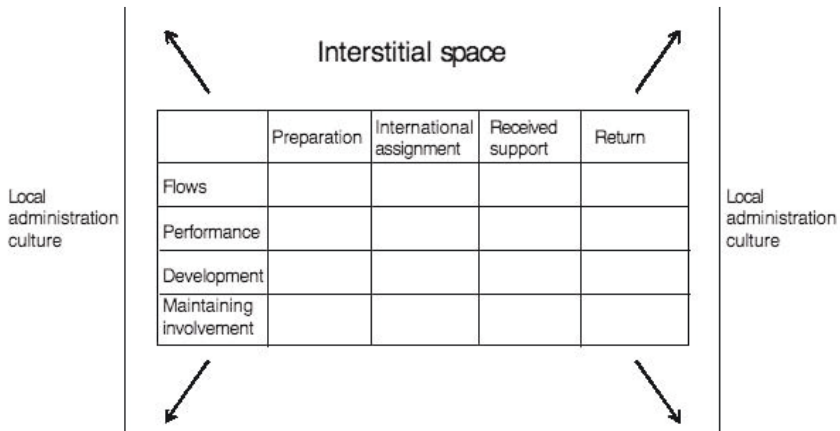 Interstitial space
Preparation
International
assignment
Received
support
Return
Flows
Performance
Development
Maintaining
involvement
Local
administration
culture
Local
administration
culture